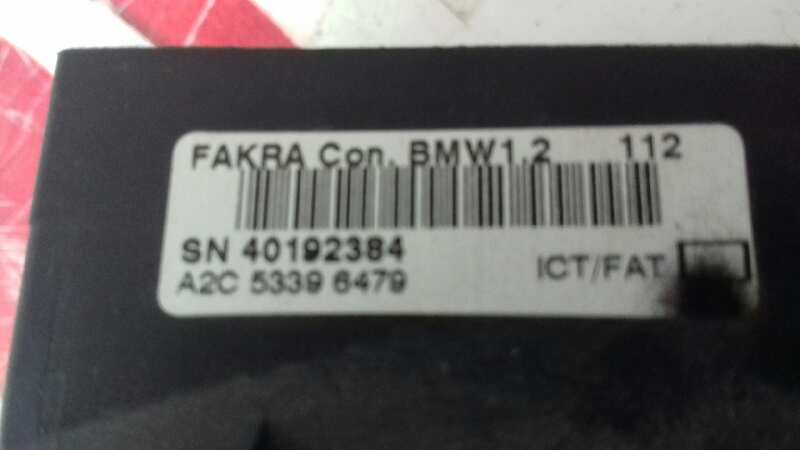 FAKRA Con. BMW1.2 112
SN 40192384
A2C 5339 6479
ICT/FAT